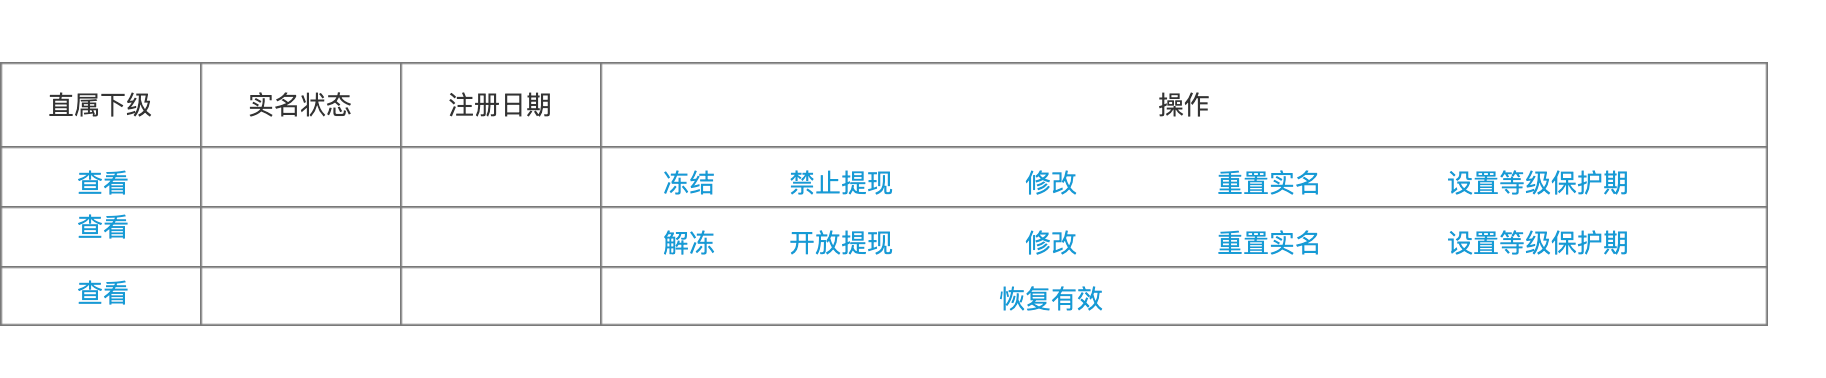 直属下级 实名状态 注册日期 操作
查看 冻结 禁止提现 修改 重置实名 设置等级保护期
查看 解冻 开放提现 修改 重置实名 设置等级保护期
查看 恢复有效